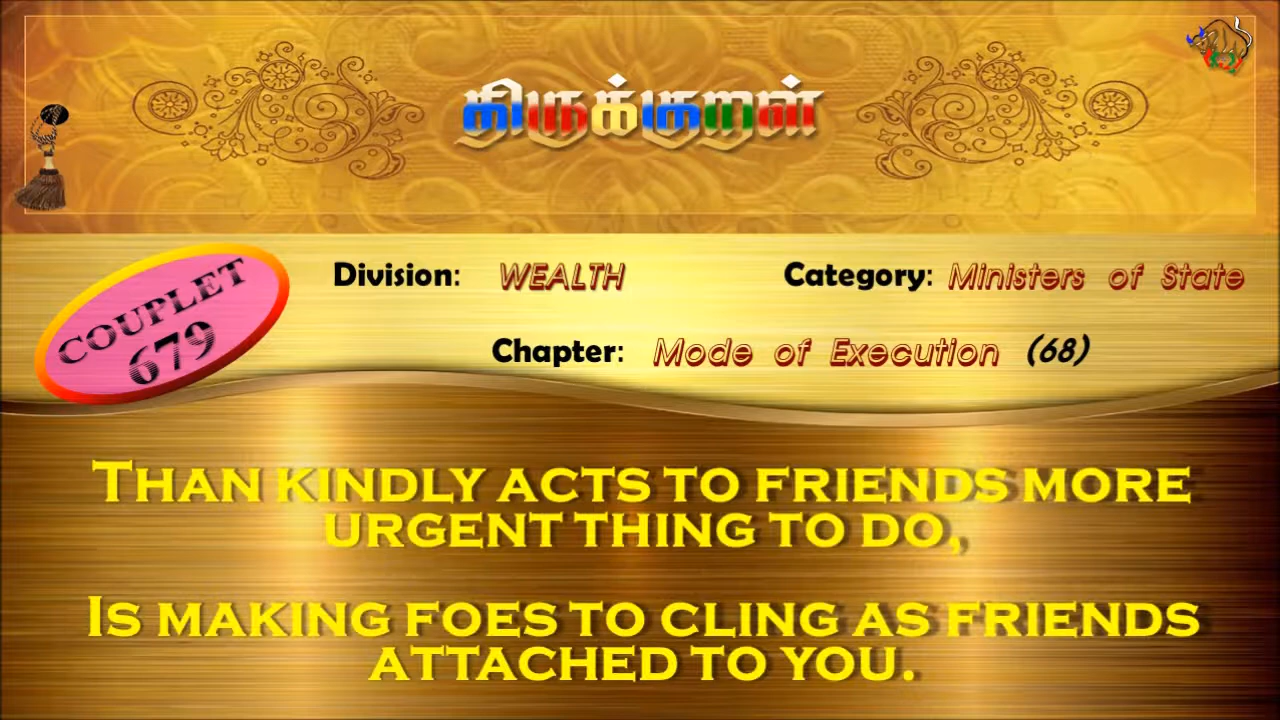 திருக்குறள்
COUPLET
679
Division: WEALTH
Category: Ministers of State
Chapter: Mode of Execution (68)
THAN KINDLY ACTS TO FRIENDS MORE
URGENT THING TO DO,
IS MAKING FOES TO CLING AS FRIENDS
ATTACHED TO YOU.